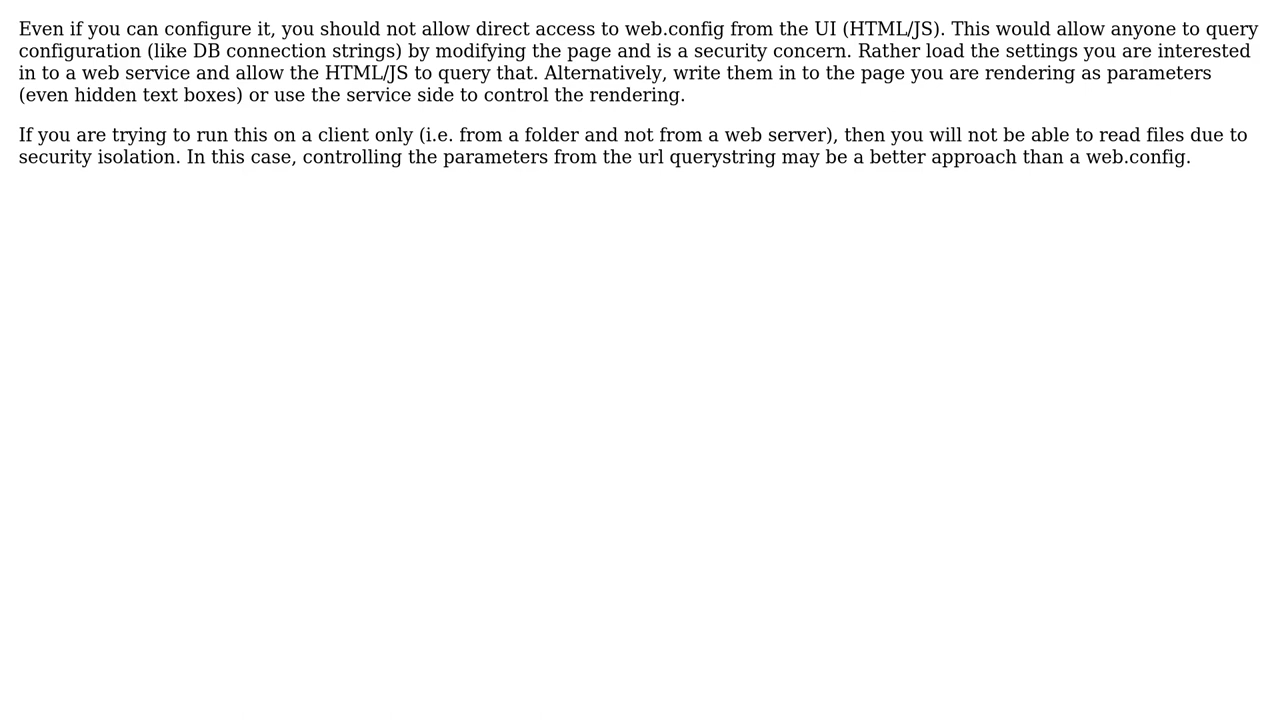 Even if you can configure it, you should not allow direct access to web.config from the UI (HTML/JS). This would allow anyone to query
configuration (like DB connection strings) by modifying the page and is a security concern. Rather load the settings you are interested
in to a web service and allow the HTML/JS to query that. Alternatively, write them in to the page you are rendering as parameters
(even hidden text boxes) or use the service side to control the rendering.
If you are trying to run this on a client only (i.e. from a folder and not from a web server), then you will not be able to read files due to
security isolation. In this case, controlling the parameters from the url querystring may be a better approach than a web.config.